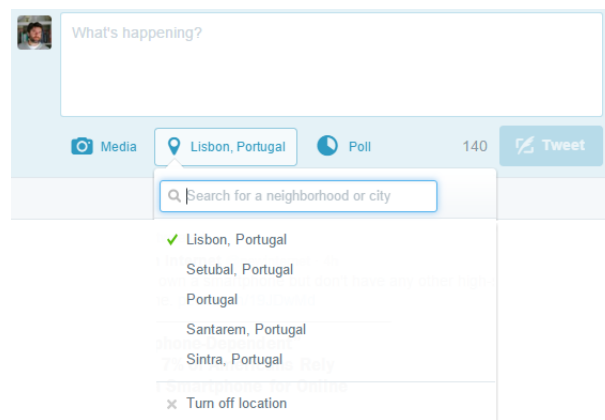 What's happening?
Media Lisbon, Portugal Poll 140 Tweet
Search for a neighborhood or city
Lisbon, Portugal
Setubal, Portugal
Portugal
Santarem, Portugal
Sintra, Portugal
Turn off location